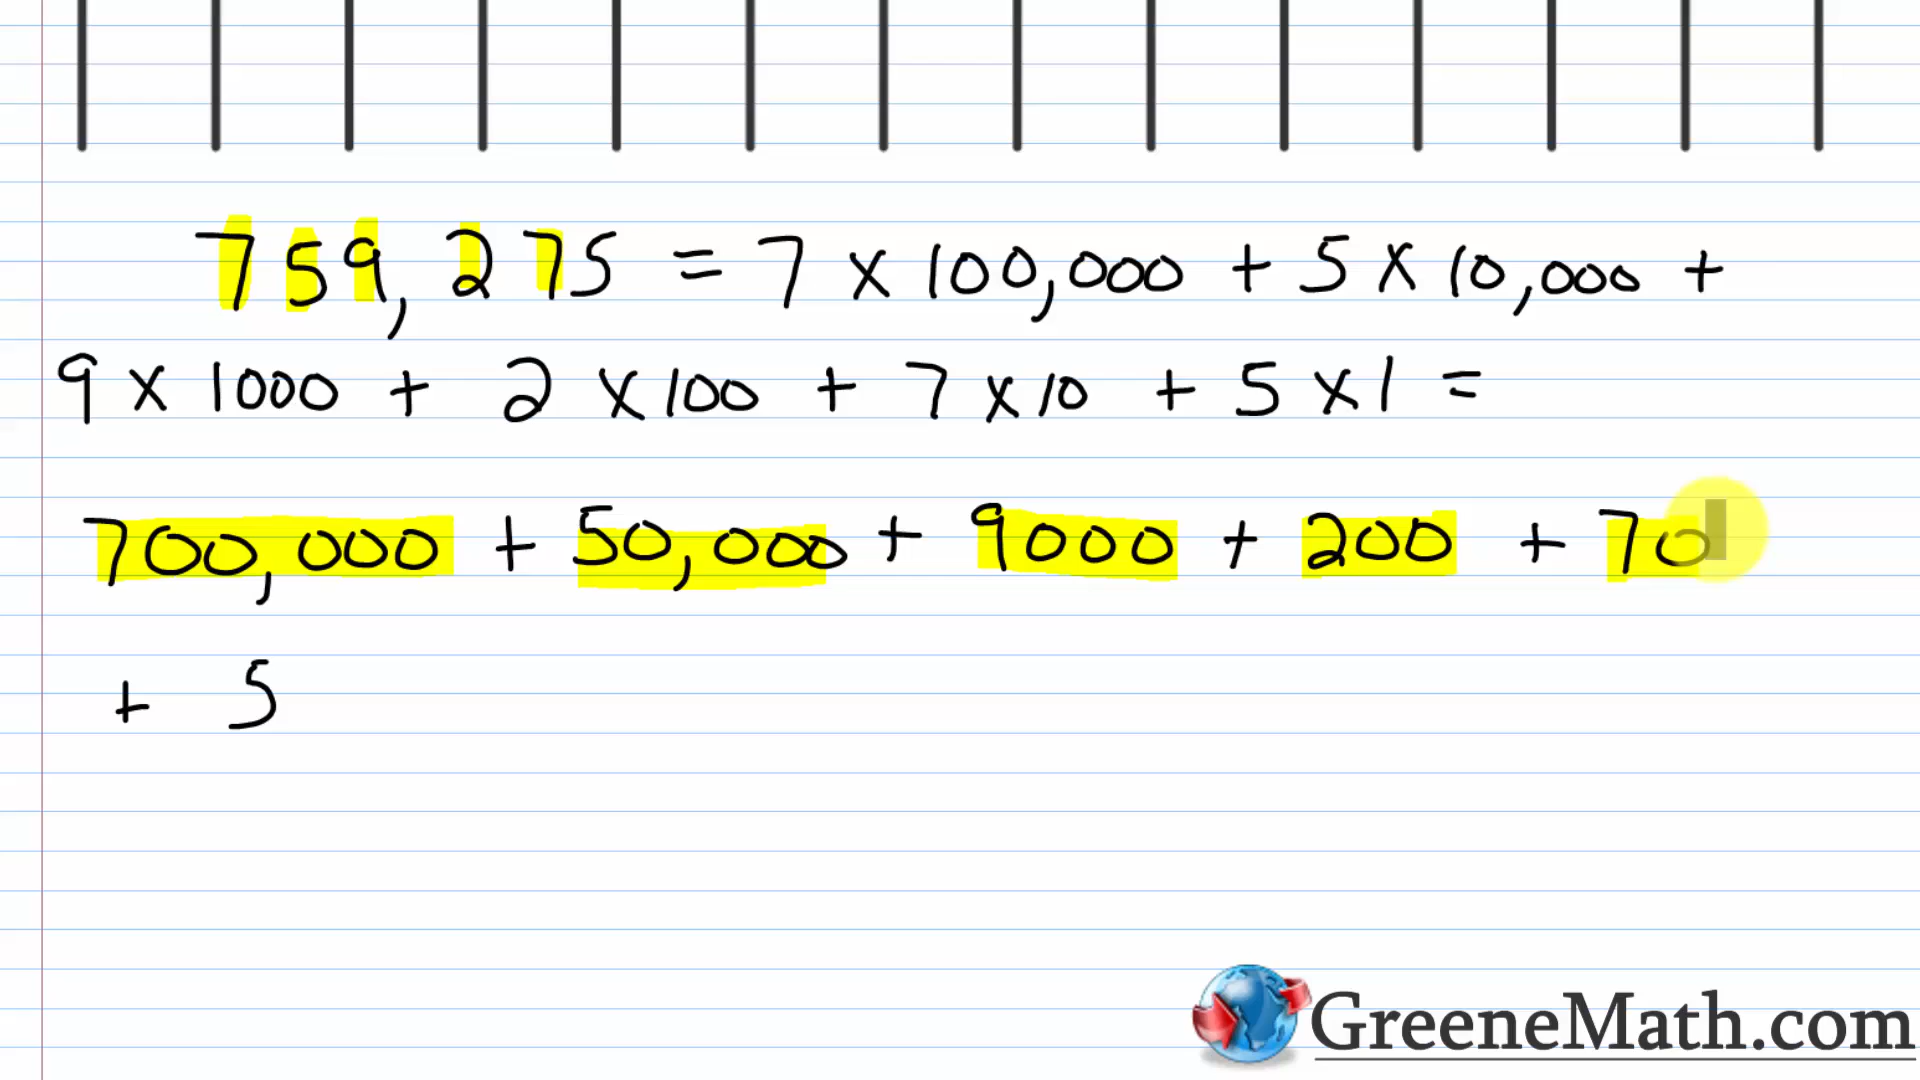 759,275 = 7 x 100,000 + 5 x 10,000 +
9 x 1000 + 2 x 100 + 7 x 10 + 5 x 1 =
700,000 + 50,000 + 9000 + 200 + 70
+ 5
GreeneMath.com